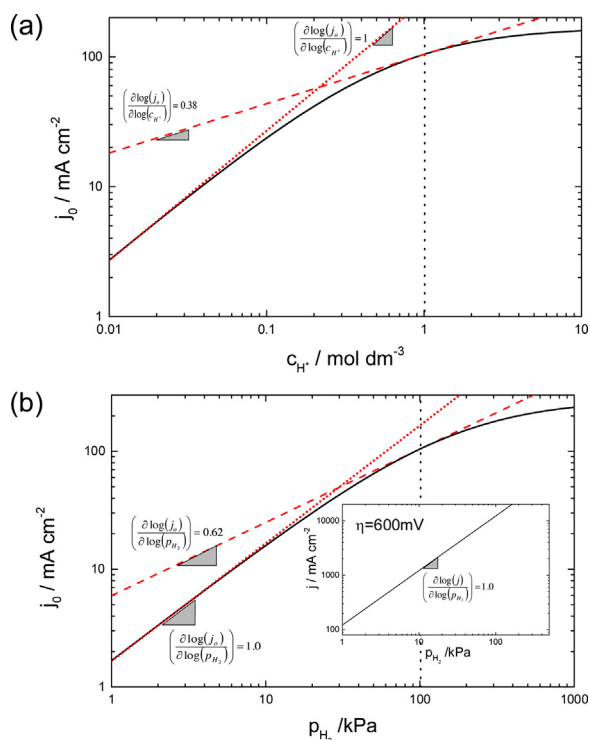 (a)
(∂log(j₀)/∂log(c_H⁺)) = 1
(∂log(j₀)/∂log(c_H⁺)) = 0.38
100
10
1
j₀ / mA cm⁻²
0.01 0.1 1 10
c_H⁺ / mol dm⁻³
(b)
(∂log(j₀)/∂log(p_H₂)) = 0.62
(∂log(j₀)/∂log(p_H₂)) = 1.0
100
10
1
j₀ / mA cm⁻²
η=600mV
10000
1000
100
j / mA cm⁻²
(∂log(j)/∂log(p_H₂)) = 1.0
1 10 100
p_H₂/kPa
1 10 100 1000
p_H₂ /kPa